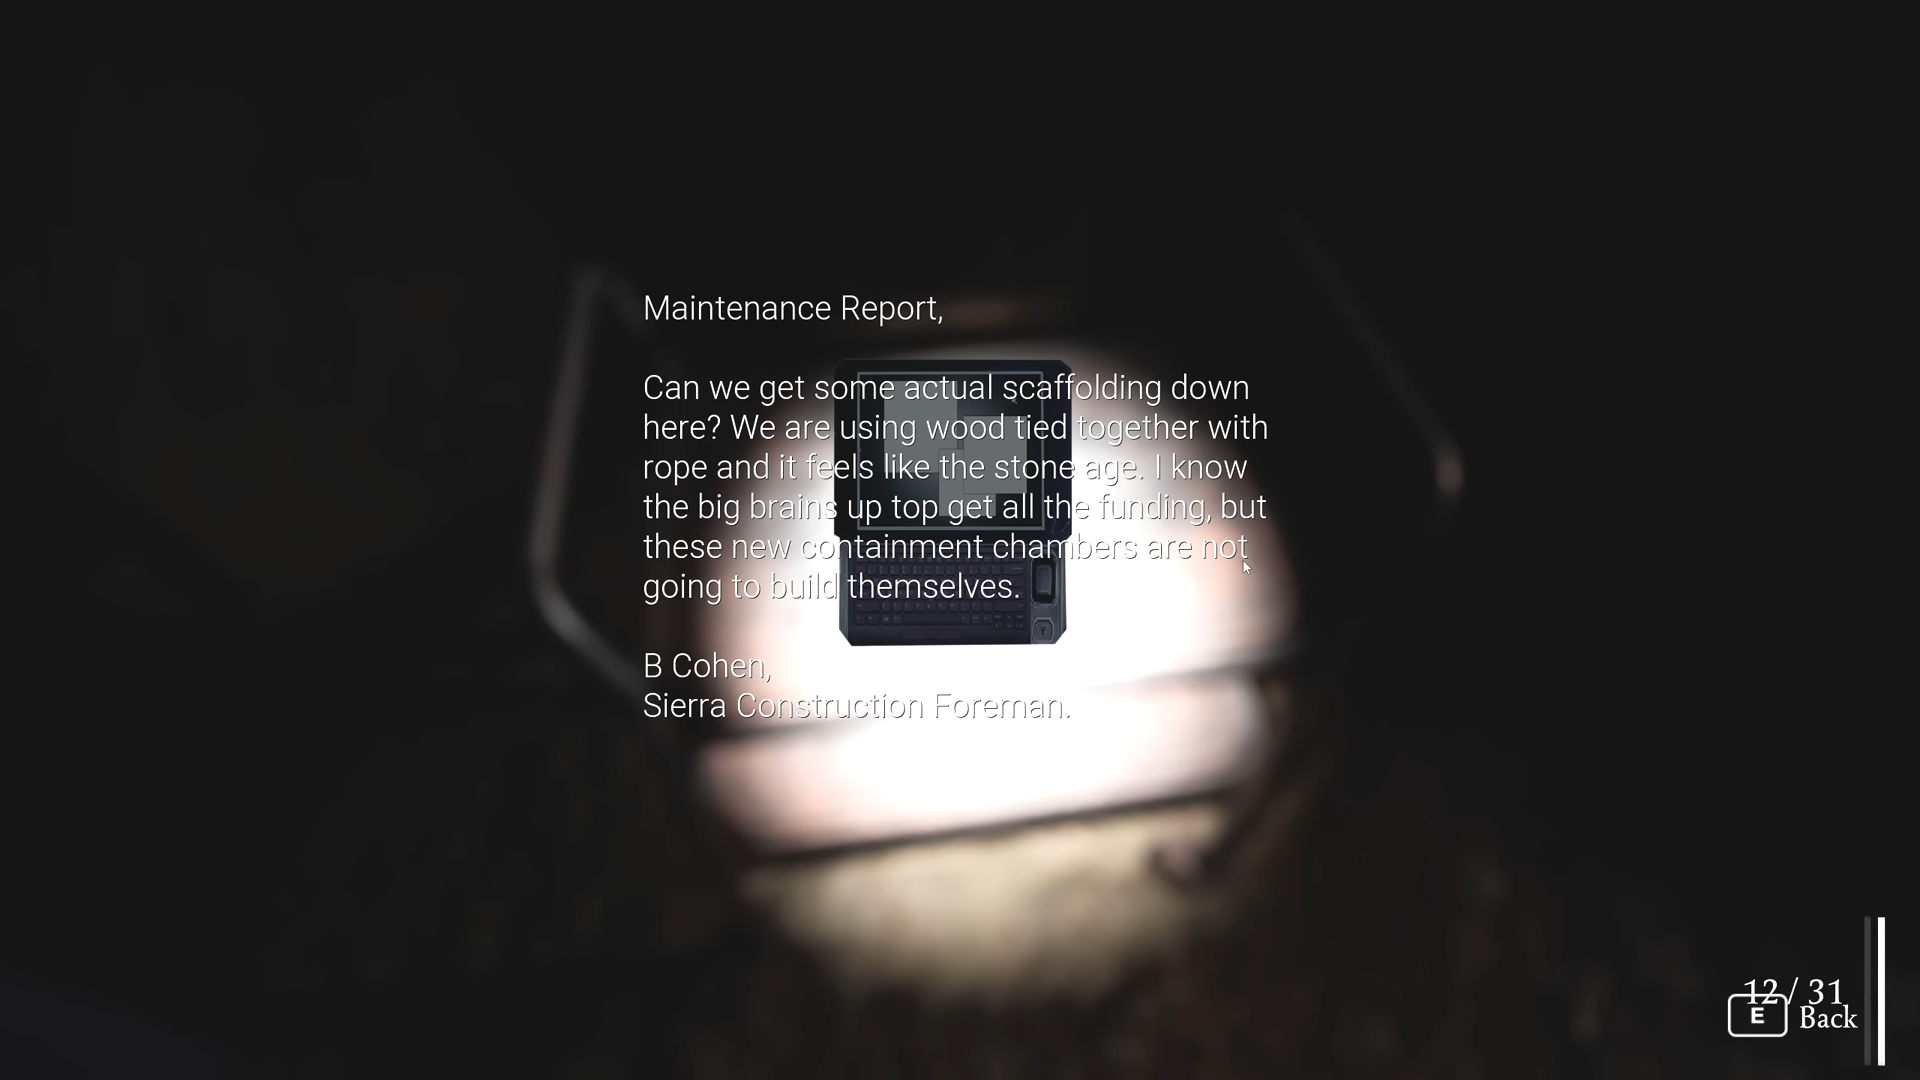 Maintenance Report,
Can we get some actual scaffolding down
here? We are using wood tied together with
rope and it feels like the stone age. I know
the big brains up top get all the funding, but
these new containment chambers are not
going to build themselves.
B Cohen,
Sierra Construction Foreman.
12/31
E Back